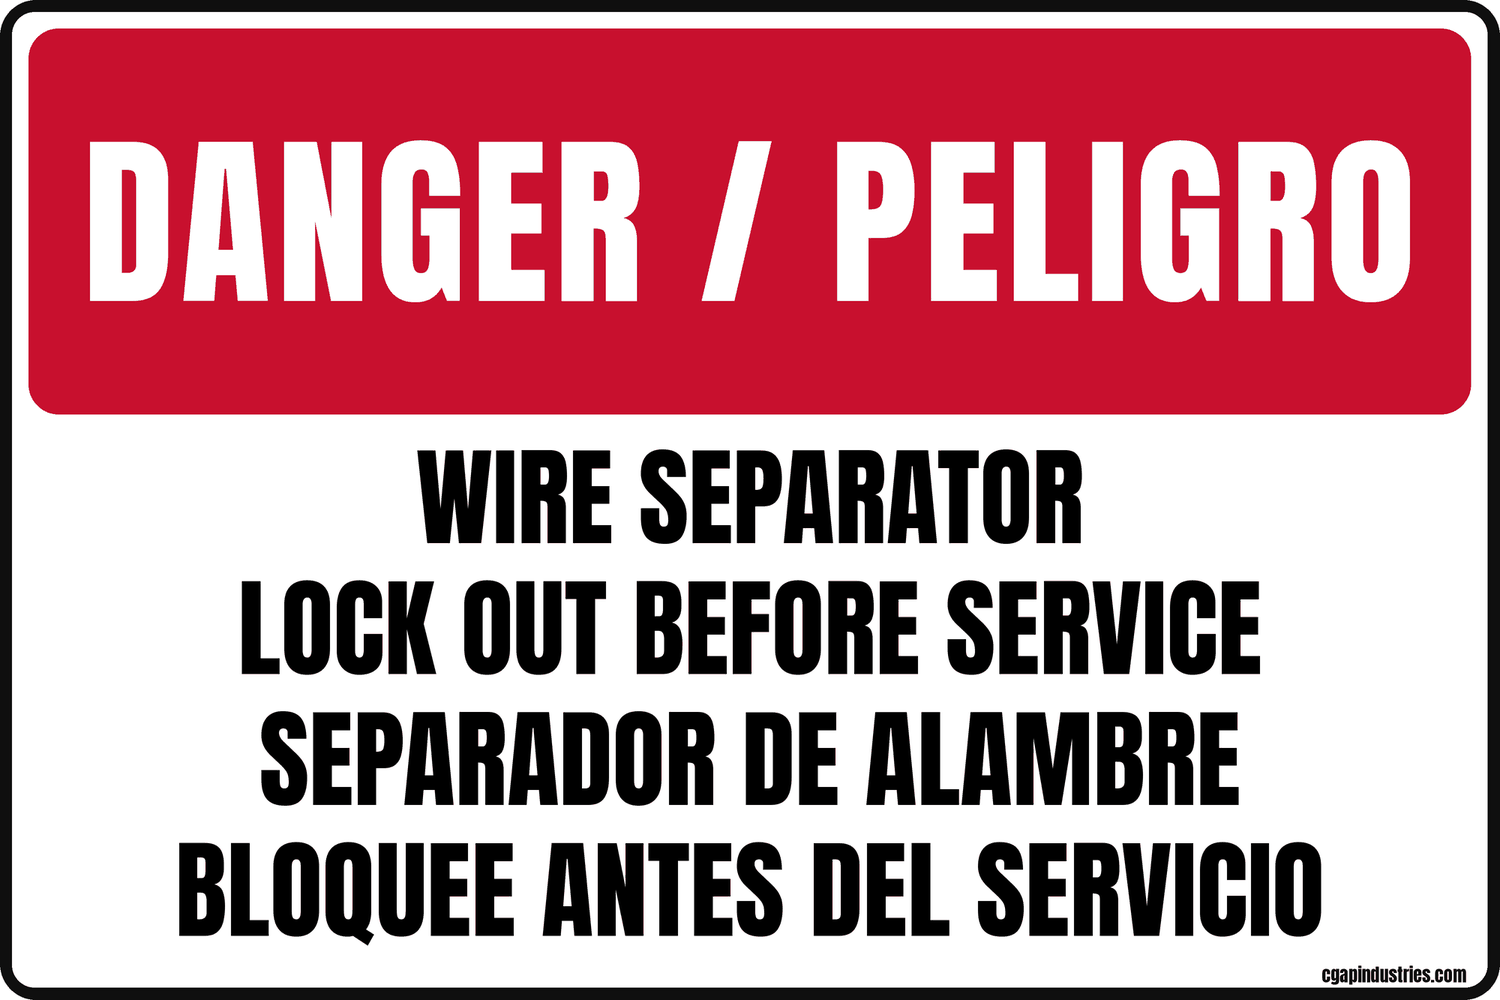 DANGER / PELIGRO
WIRE SEPARATOR
LOCK OUT BEFORE SERVICE
SEPARADOR DE ALAMBRE
BLOQUEE ANTES DEL SERVICIO
cgapindustries.com